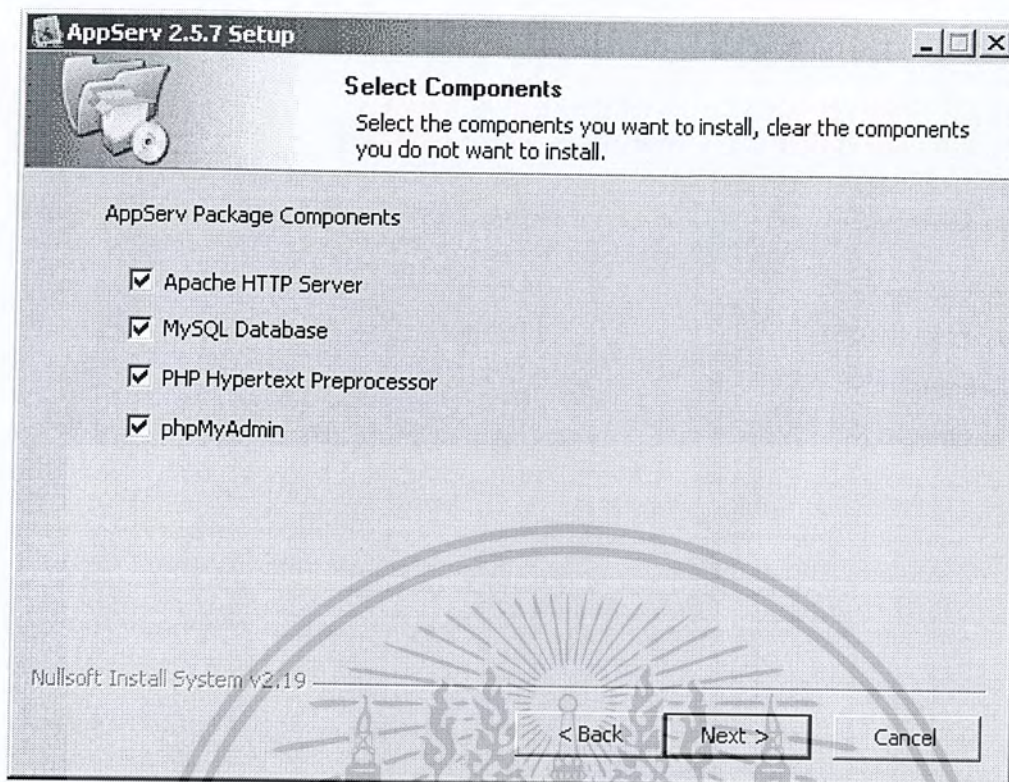 AppServ 2.5.7 Setup
Select Components
Select the components you want to install, clear the components
you do not want to install.
AppServ Package Components
Apache HTTP Server
MySQL Database
PHP Hypertext Preprocessor
phpMyAdmin
Nullsoft Install System v2.19
< Back
Next >
Cancel